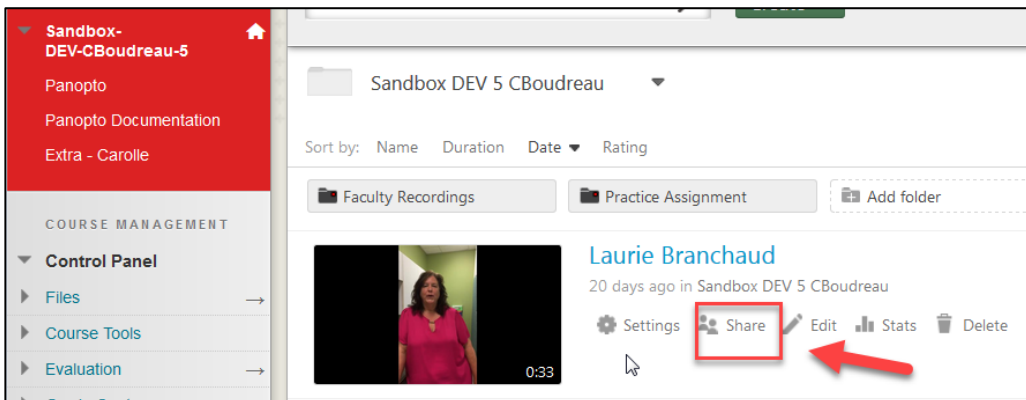 Sandbox-
DEV-CBoudreau-5
Panopto
Panopto Documentation
Extra - Carolle
COURSE MANAGEMENT
Control Panel
Files
Course Tools
Evaluation
Sandbox DEV 5 CBoudreau
Sort by: Name Duration Date Rating
Faculty Recordings Practice Assignment Add folder
Laurie Branchaud
20 days ago in Sandbox DEV 5 CBoudreau
Settings Share Edit Stats Delete
0:33